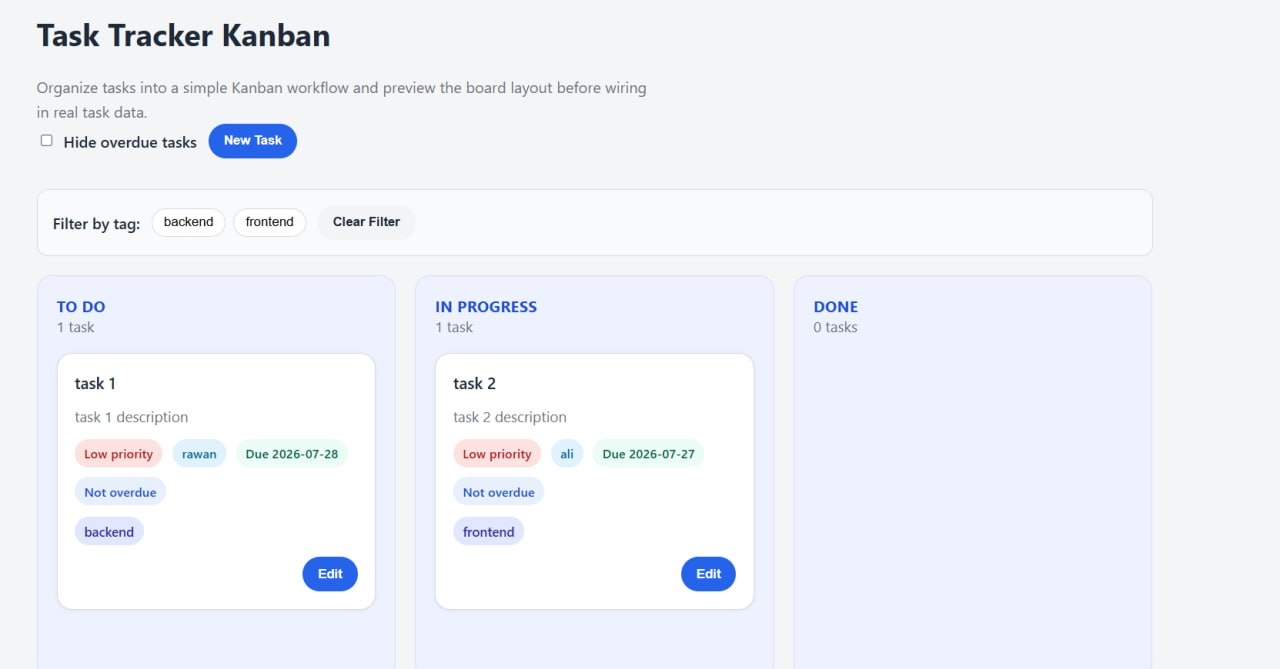 Task Tracker Kanban
Organize tasks into a simple Kanban workflow and preview the board layout before wiring
in real task data.
Hide overdue tasks New Task
Filter by tag: backend frontend Clear Filter
TO DO
1 task
task 1
task 1 description
Low priority rawan Due 2026-07-28
Not overdue
backend
Edit
IN PROGRESS
1 task
task 2
task 2 description
Low priority ali Due 2026-07-27
Not overdue
frontend
Edit
DONE
0 tasks